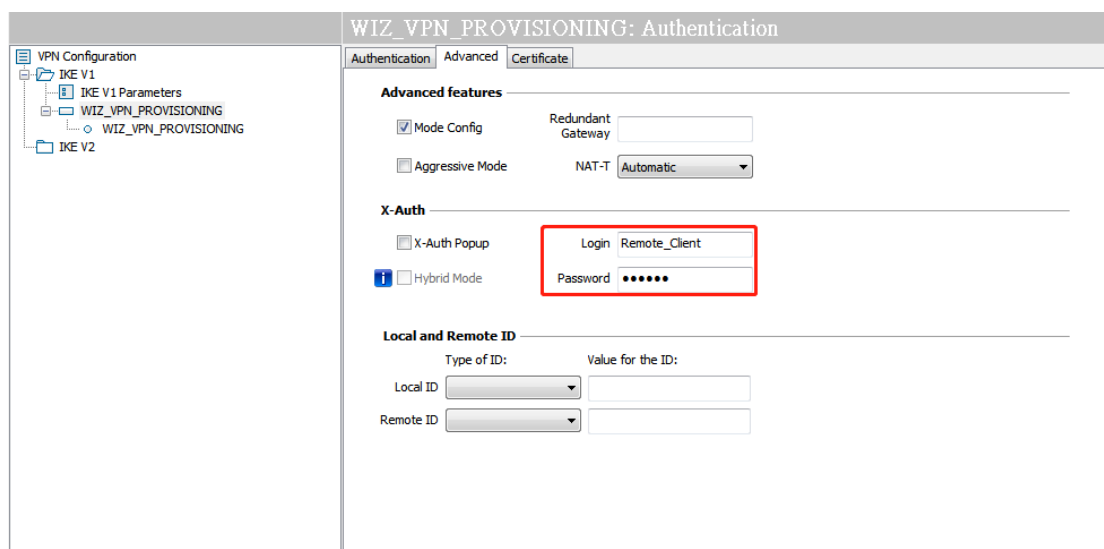 WIZ_VPN_PROVISIONING: Authentication
VPN Configuration
IKE V1
IKE V1 Parameters
WIZ_VPN_PROVISIONING
WIZ_VPN_PROVISIONING
IKE V2
Authentication Advanced Certificate
Advanced features
Mode Config Redundant Gateway
Aggressive Mode NAT-T Automatic
X-Auth
X-Auth Popup Login Remote_Client
i Hybrid Mode Password ••••••
Local and Remote ID
Type of ID: Value for the ID:
Local ID
Remote ID